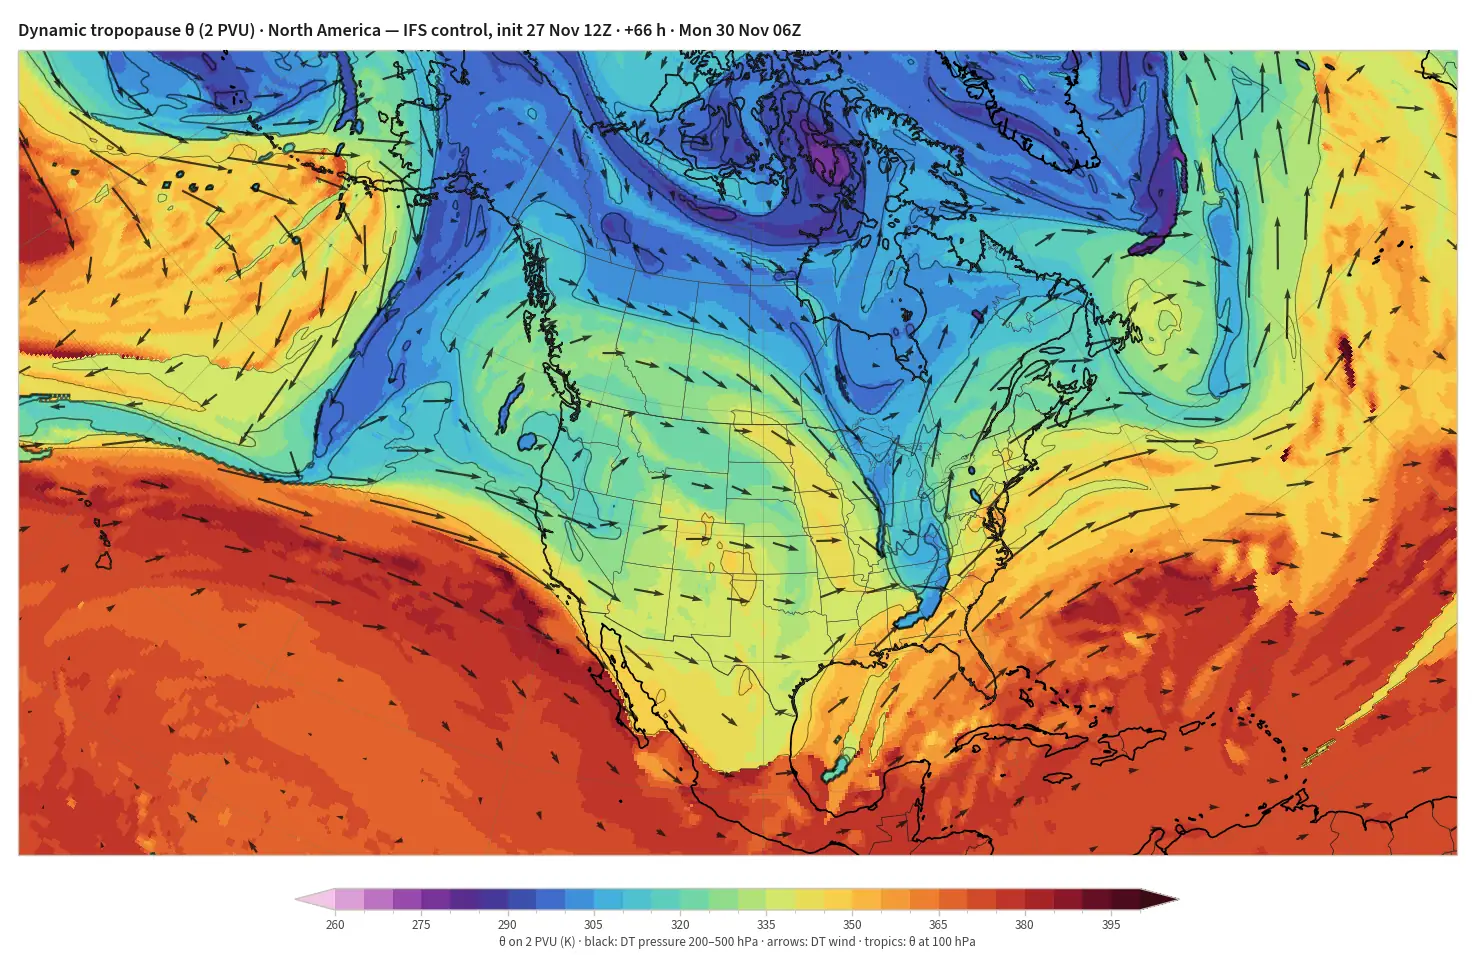 Dynamic tropopause θ (2 PVU) · North America — IFS control, init 27 Nov 12Z · +66 h · Mon 30 Nov 06Z
260 275 290 305 320 335 350 365 380 395
θ on 2 PVU (K) · black: DT pressure 200–500 hPa · arrows: DT wind · tropics: θ at 100 hPa